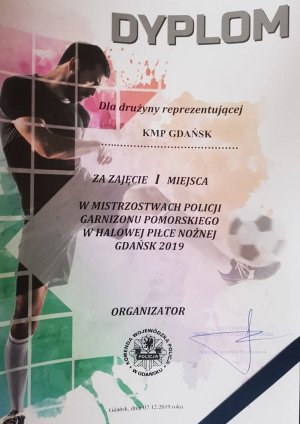 DYPLOM
Dla drużyny reprezentującej
KMP GDAŃSK
ZA ZAJĘCIE I MIEJSCA
W MISTRZOSTWACH POLICJI
GARNIZONU POMORSKIEGO
W HALOWEJ PIŁCE NOŻNEJ
GDAŃSK 2019
ORGANIZATOR
KOMENDA WOJEWÓDZKA POLICJI
POLICJA
W GDAŃSKU
Gdańsk, dnia 07.12.2019 roku